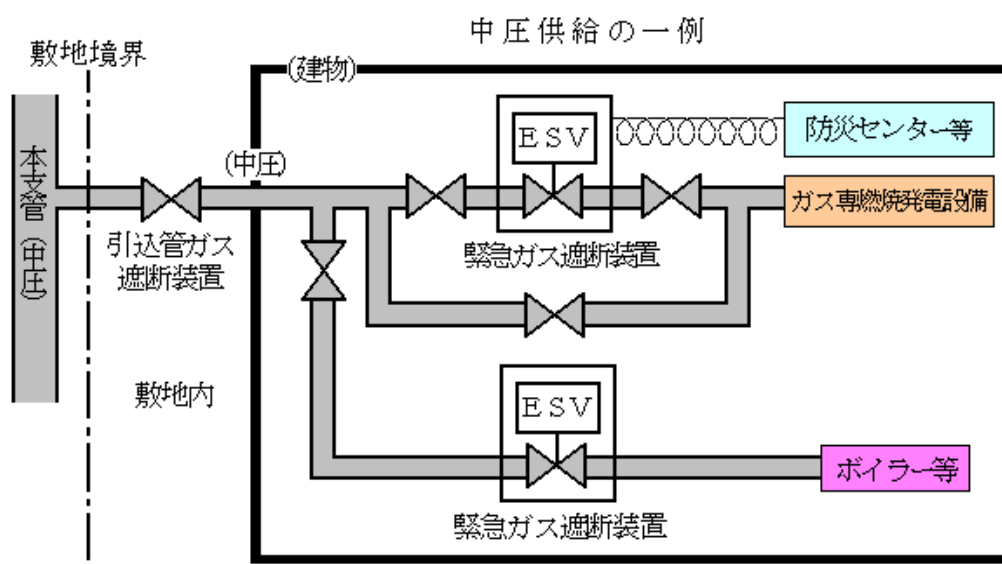 中圧供給の一例
敷地境界
(建物)
本支管(中圧)
(中圧)
ESV
防災センター等
ガス専燃焼発電設備
引込管ガス
遮断装置
緊急ガス遮断装置
敷地内
ESV
ボイラー等
緊急ガス遮断装置